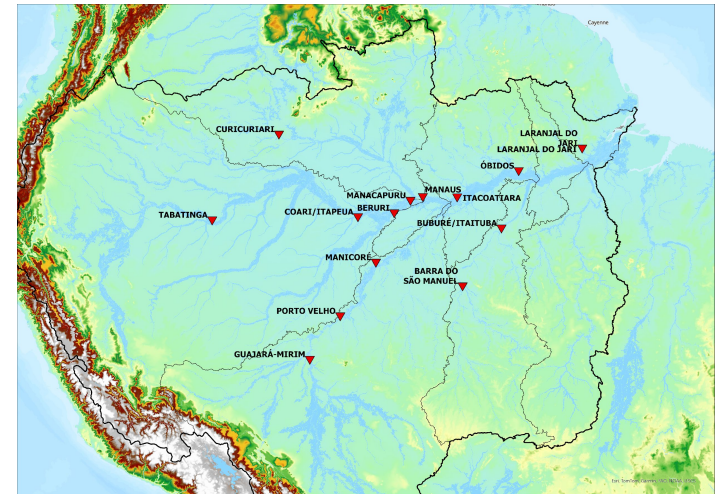 Cayenne
CURICURIARI
LARANJAL DO
JARI
LARANJAL DO JARI
ÓBIDOS
MANAUS
MANACAPURU
ITACOATIARA
BERURI
COARI/ITAPEUA
TABATINGA
BUBURÉ/ITAITUBA
MANICORÉ
BARRA DO
SÃO MANUEL
PORTO VELHO
GUAJARÁ-MIRIM